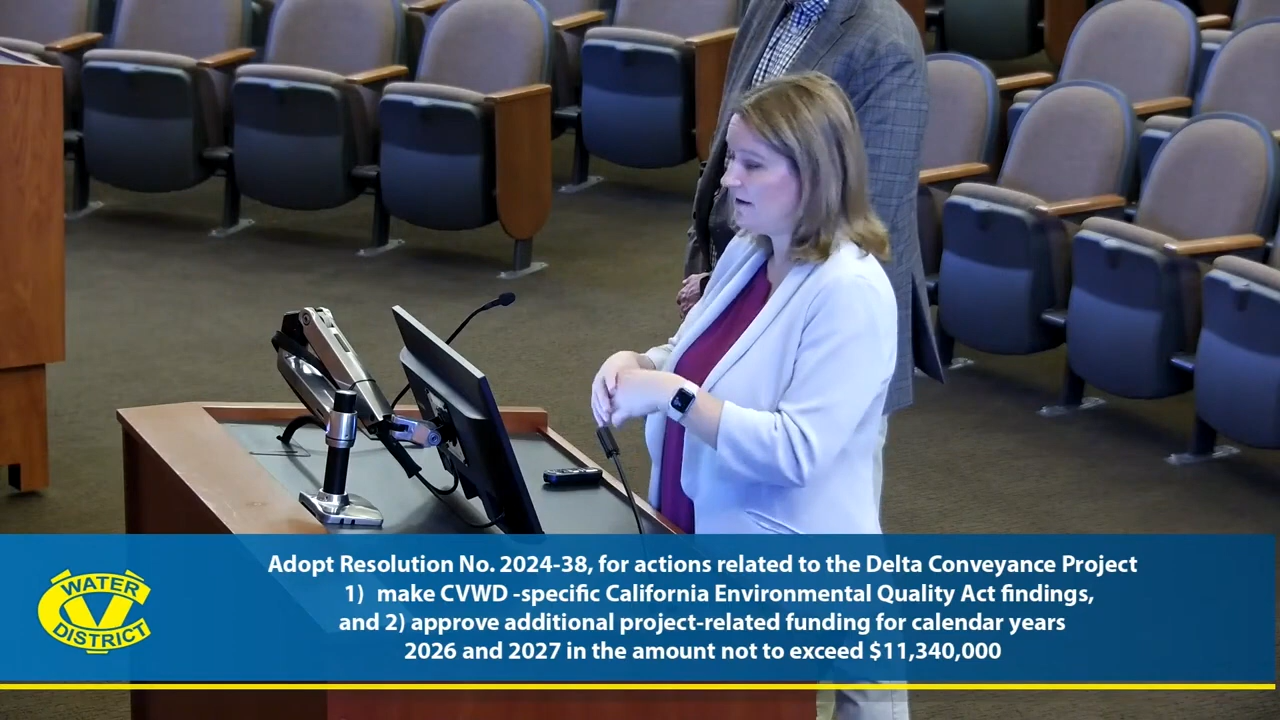 WATER
CV
DISTRICT
Adopt Resolution No. 2024-38, for actions related to the Delta Conveyance Project
1) make CVWD -specific California Environmental Quality Act findings,
and 2) approve additional project-related funding for calendar years
2026 and 2027 in the amount not to exceed $11,340,000